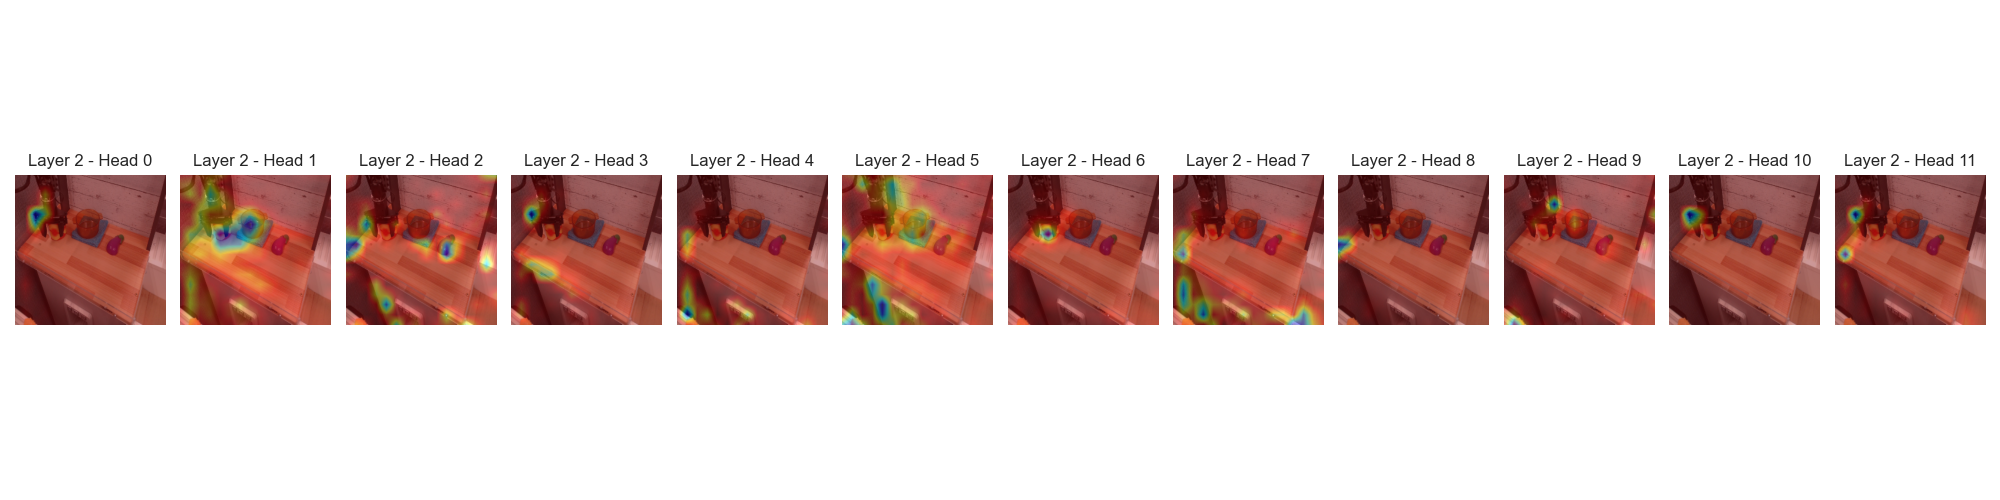 Layer 2 - Head 0
Layer 2 - Head 1
Layer 2 - Head 2
Layer 2 - Head 3
Layer 2 - Head 4
Layer 2 - Head 5
Layer 2 - Head 6
Layer 2 - Head 7
Layer 2 - Head 8
Layer 2 - Head 9
Layer 2 - Head 10
Layer 2 - Head 11